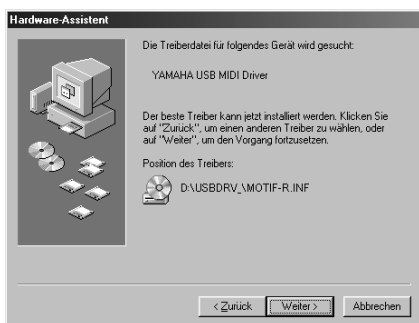 Hardware-Assistent
Die Treiberdatei für folgendes Gerät wird gesucht:
YAMAHA USB MIDI Driver
Der beste Treiber kann jetzt installiert werden. Klicken Sie
auf "Zurück", um einen anderen Treiber zu wählen, oder
auf "Weiter", um den Vorgang fortzusetzen.
Position des Treibers:
D:\USBDRV_\MOTIF-R.INF
< Zurück
Weiter >
Abbrechen